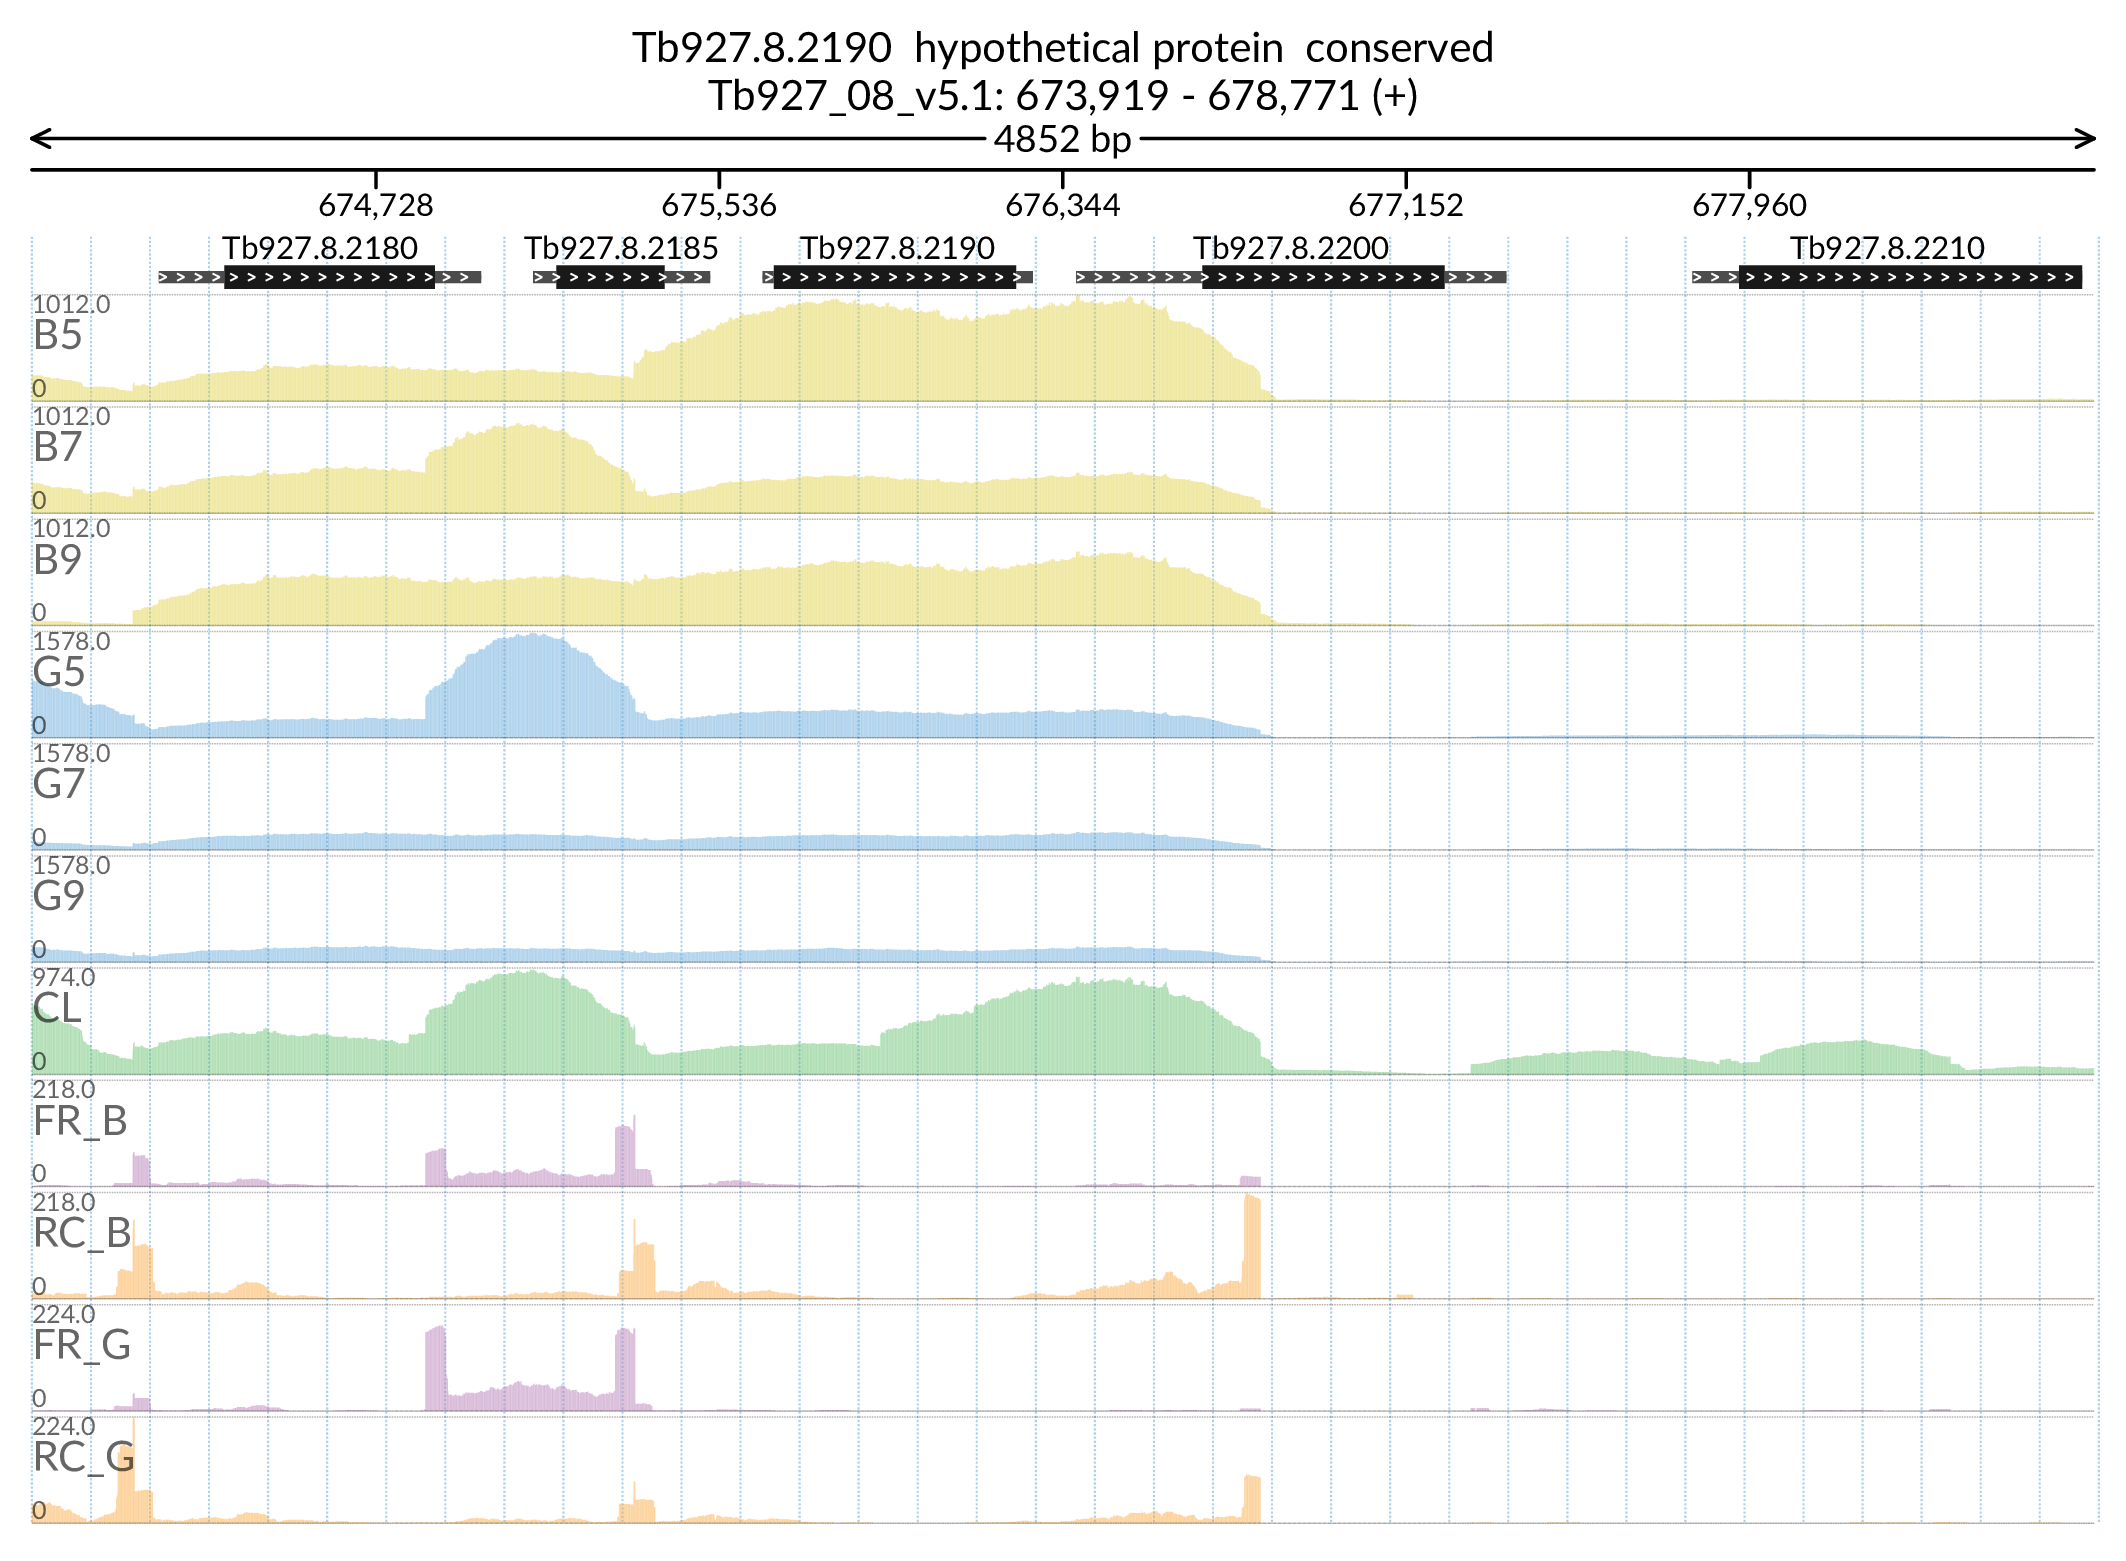 Tb927.8.2190  hypothetical protein  conserved
Tb927_08_v5.1: 673,919 - 678,771 (+)
4852 bp
674,728 675,536 676,344 677,152 677,960
Tb927.8.2180 Tb927.8.2185 Tb927.8.2190 Tb927.8.2200 Tb927.8.2210
1012.0
B5
0
1012.0
B7
0
1012.0
B9
0
1578.0
G5
0
1578.0
G7
0
1578.0
G9
0
974.0
CL
0
218.0
FR_B
0
218.0
RC_B
0
224.0
FR_G
0
224.0
RC_G
0